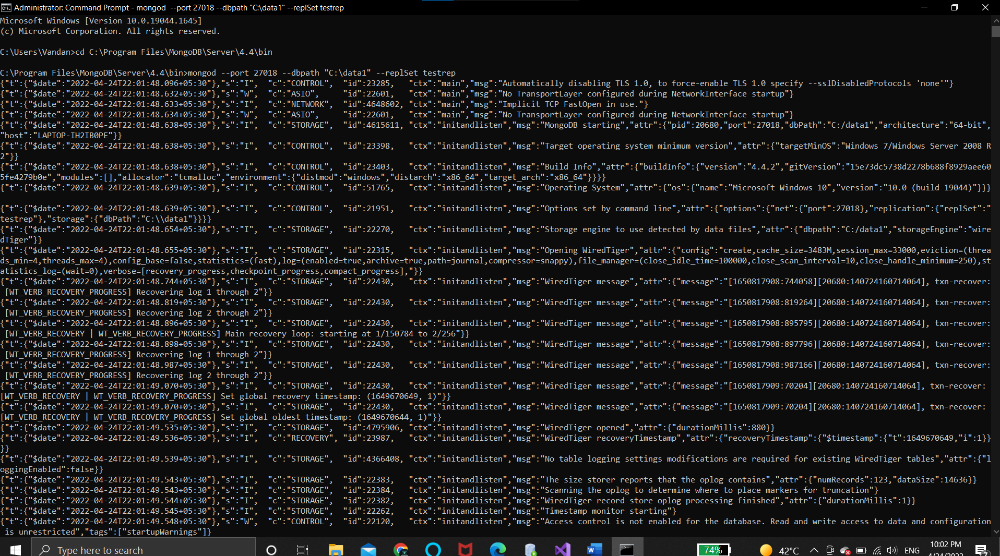 Administrator: Command Prompt - mongod  --port 27018 --dbpath "C:\data1" --replSet testrep
Microsoft Windows [Version 10.0.19044.1645]
(c) Microsoft Corporation. All rights reserved.
C:\Users\Vandan>cd C:\Program Files\MongoDB\Server\4.4\bin
C:\Program Files\MongoDB\Server\4.4\bin>mongod --port 27018 --dbpath "C:\data1" --replSet testrep
{"t":{"$date":"2022-04-24T22:01:48.096+05:30"},"s":"I",  "c":"CONTROL",  "id":23285,   "ctx":"main","msg":"Automatically disabling TLS 1.0, to force-enable TLS 1.0 specify --sslDisabledProtocols 'none'"}
{"t":{"$date":"2022-04-24T22:01:48.632+05:30"},"s":"W",  "c":"ASIO",     "id":22601,   "ctx":"main","msg":"No TransportLayer configured during NetworkInterface startup"}
{"t":{"$date":"2022-04-24T22:01:48.633+05:30"},"s":"I",  "c":"NETWORK",  "id":4648602, "ctx":"main","msg":"Implicit TCP FastOpen in use."}
{"t":{"$date":"2022-04-24T22:01:48.634+05:30"},"s":"W",  "c":"ASIO",     "id":22601,   "ctx":"main","msg":"No TransportLayer configured during NetworkInterface startup"}
{"t":{"$date":"2022-04-24T22:01:48.638+05:30"},"s":"I",  "c":"STORAGE",  "id":4615611, "ctx":"initandlisten","msg":"MongoDB starting","attr":{"pid":20680,"port":27018,"dbPath":"C:/data1","architecture":"64-bit",
"host":"LAPTOP-IH2IB0PE"}}
{"t":{"$date":"2022-04-24T22:01:48.638+05:30"},"s":"I",  "c":"CONTROL",  "id":23398,   "ctx":"initandlisten","msg":"Target operating system minimum version","attr":{"targetMinOS":"Windows 7/Windows Server 2008 R
2"}}
{"t":{"$date":"2022-04-24T22:01:48.638+05:30"},"s":"I",  "c":"CONTROL",  "id":23403,   "ctx":"initandlisten","msg":"Build Info","attr":{"buildInfo":{"version":"4.4.2","gitVersion":"15e73dc5738d2278b688f8929aee60
5fe4279b0e","modules":[],"allocator":"tcmalloc","environment":{"distmod":"windows","distarch":"x86_64","target_arch":"x86_64"}}}}
{"t":{"$date":"2022-04-24T22:01:48.639+05:30"},"s":"I",  "c":"CONTROL",  "id":51765,   "ctx":"initandlisten","msg":"Operating System","attr":{"os":{"name":"Microsoft Windows 10","version":"10.0 (build 19044)"}}}
{"t":{"$date":"2022-04-24T22:01:48.639+05:30"},"s":"I",  "c":"CONTROL",  "id":21951,   "ctx":"initandlisten","msg":"Options set by command line","attr":{"options":{"net":{"port":27018},"replication":{"replSet":"
testrep"},"storage":{"dbPath":"C:\\data1"}}}}
{"t":{"$date":"2022-04-24T22:01:48.654+05:30"},"s":"I",  "c":"STORAGE",  "id":22270,   "ctx":"initandlisten","msg":"Storage engine to use detected by data files","attr":{"dbpath":"C:/data1","storageEngine":"wire
dTiger"}}
{"t":{"$date":"2022-04-24T22:01:48.655+05:30"},"s":"I",  "c":"STORAGE",  "id":22315,   "ctx":"initandlisten","msg":"Opening WiredTiger","attr":{"config":"create,cache_size=3483M,session_max=33000,eviction=(threa
ds_min=4,threads_max=4),config_base=false,statistics=(fast),log=(enabled=true,archive=true,path=journal,compressor=snappy),file_manager=(close_idle_time=100000,close_scan_interval=10,close_handle_minimum=250),st
atistics_log=(wait=0),verbose=[recovery_progress,checkpoint_progress,compact_progress],"}}
{"t":{"$date":"2022-04-24T22:01:48.744+05:30"},"s":"I",  "c":"STORAGE",  "id":22430,   "ctx":"initandlisten","msg":"WiredTiger message","attr":{"message":"[1650817908:744058][20680:140724160714064], txn-recover:
 [WT_VERB_RECOVERY_PROGRESS] Recovering log 1 through 2"}}
{"t":{"$date":"2022-04-24T22:01:48.819+05:30"},"s":"I",  "c":"STORAGE",  "id":22430,   "ctx":"initandlisten","msg":"WiredTiger message","attr":{"message":"[1650817908:819264][20680:140724160714064], txn-recover:
 [WT_VERB_RECOVERY_PROGRESS] Recovering log 2 through 2"}}
{"t":{"$date":"2022-04-24T22:01:48.896+05:30"},"s":"I",  "c":"STORAGE",  "id":22430,   "ctx":"initandlisten","msg":"WiredTiger message","attr":{"message":"[1650817908:895795][20680:140724160714064], txn-recover:
 [WT_VERB_RECOVERY | WT_VERB_RECOVERY_PROGRESS] Main recovery loop: starting at 1/150784 to 2/256"}}
{"t":{"$date":"2022-04-24T22:01:48.898+05:30"},"s":"I",  "c":"STORAGE",  "id":22430,   "ctx":"initandlisten","msg":"WiredTiger message","attr":{"message":"[1650817908:897796][20680:140724160714064], txn-recover:
 [WT_VERB_RECOVERY_PROGRESS] Recovering log 1 through 2"}}
{"t":{"$date":"2022-04-24T22:01:48.987+05:30"},"s":"I",  "c":"STORAGE",  "id":22430,   "ctx":"initandlisten","msg":"WiredTiger message","attr":{"message":"[1650817908:987166][20680:140724160714064], txn-recover:
 [WT_VERB_RECOVERY_PROGRESS] Recovering log 2 through 2"}}
{"t":{"$date":"2022-04-24T22:01:49.070+05:30"},"s":"I",  "c":"STORAGE",  "id":22430,   "ctx":"initandlisten","msg":"WiredTiger message","attr":{"message":"[1650817909:70204][20680:140724160714064], txn-recover:
[WT_VERB_RECOVERY | WT_VERB_RECOVERY_PROGRESS] Set global recovery timestamp: (1649670649, 1)"}}
{"t":{"$date":"2022-04-24T22:01:49.070+05:30"},"s":"I",  "c":"STORAGE",  "id":22430,   "ctx":"initandlisten","msg":"WiredTiger message","attr":{"message":"[1650817909:70204][20680:140724160714064], txn-recover:
[WT_VERB_RECOVERY | WT_VERB_RECOVERY_PROGRESS] Set global oldest timestamp: (1649670644, 1)"}}
{"t":{"$date":"2022-04-24T22:01:49.535+05:30"},"s":"I",  "c":"STORAGE",  "id":4795906, "ctx":"initandlisten","msg":"WiredTiger opened","attr":{"durationMillis":880}}
{"t":{"$date":"2022-04-24T22:01:49.536+05:30"},"s":"I",  "c":"RECOVERY", "id":23987,   "ctx":"initandlisten","msg":"WiredTiger recoveryTimestamp","attr":{"recoveryTimestamp":{"$timestamp":{"t":1649670649,"i":1}}
}}
{"t":{"$date":"2022-04-24T22:01:49.539+05:30"},"s":"I",  "c":"STORAGE",  "id":4366408, "ctx":"initandlisten","msg":"No table logging settings modifications are required for existing WiredTiger tables","attr":{"l
oggingEnabled":false}}
{"t":{"$date":"2022-04-24T22:01:49.543+05:30"},"s":"I",  "c":"STORAGE",  "id":22383,   "ctx":"initandlisten","msg":"The size storer reports that the oplog contains","attr":{"numRecords":123,"dataSize":14636}}
{"t":{"$date":"2022-04-24T22:01:49.543+05:30"},"s":"I",  "c":"STORAGE",  "id":22384,   "ctx":"initandlisten","msg":"Scanning the oplog to determine where to place markers for truncation"}
{"t":{"$date":"2022-04-24T22:01:49.544+05:30"},"s":"I",  "c":"STORAGE",  "id":22382,   "ctx":"initandlisten","msg":"WiredTiger record store oplog processing finished","attr":{"durationMillis":1}}
{"t":{"$date":"2022-04-24T22:01:49.545+05:30"},"s":"I",  "c":"STORAGE",  "id":22262,   "ctx":"initandlisten","msg":"Timestamp monitor starting"}
{"t":{"$date":"2022-04-24T22:01:49.548+05:30"},"s":"W",  "c":"CONTROL",  "id":22120,   "ctx":"initandlisten","msg":"Access control is not enabled for the database. Read and write access to data and configuration
 is unrestricted","tags":["startupWarnings"]}
Type here to search
74%
42°C
ENG
10:02 PM